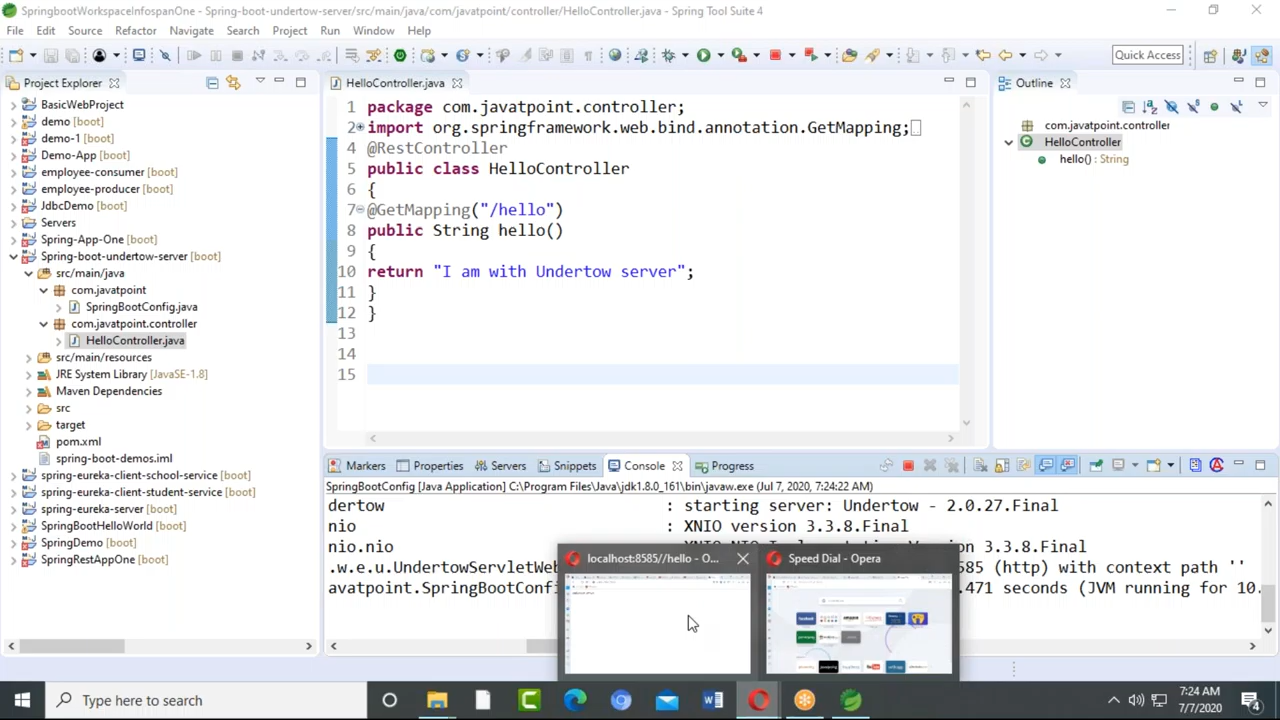 SpringbootWorkspaceInfospanOne - Spring-boot-undertow-server/src/main/java/com/javatpoint/controller/HelloController.java - Spring Tool Suite 4
File Edit Source Refactor Navigate Search Project Run Window Help
Quick Access
Project Explorer
BasicWebProject
demo [boot]
demo-1 [boot]
Demo-App [boot]
employee-consumer [boot]
employee-producer [boot]
JdbcDemo [boot]
Servers
Spring-App-One [boot]
Spring-boot-undertow-server [boot]
src/main/java
com.javatpoint
SpringBootConfig.java
com.javatpoint.controller
HelloController.java
src/main/resources
JRE System Library [JavaSE-1.8]
Maven Dependencies
src
target
pom.xml
spring-boot-demos.iml
spring-eureka-client-school-service [boot]
spring-eureka-client-student-service [boot]
spring-eureka-server [boot]
SpringBootHelloWorld [boot]
SpringDemo [boot]
SpringRestAppOne [boot]
HelloController.java
1 package com.javatpoint.controller;
2 import org.springframework.web.bind.annotation.GetMapping;
4 @RestController
5 public class HelloController
6 {
7 @GetMapping("/hello")
8 public String hello()
9 {
10 return "I am with Undertow server";
11 }
12 }
13
14
15
Outline
com.javatpoint.controller
HelloController
hello() : String
Markers Properties Servers Snippets Console Progress
SpringBootConfig [Java Application] C:\Program Files\Java\jdk1.8.0_161\bin\javaw.exe (Jul 7, 2020, 7:24:22 AM)
dertow : starting server: Undertow - 2.0.27.Final
nio : XNIO version 3.3.8.Final
nio.nio : XNIO NIO Implementation Version 3.3.8.Final
.w.e.u.UndertowServletWeb 585 (http) with context path ''
avatpoint.SpringBootConfi .471 seconds (JVM running for 10.
localhost:8585//hello - O...
Speed Dial - Opera
Type here to search
7:24 AM
7/7/2020
4